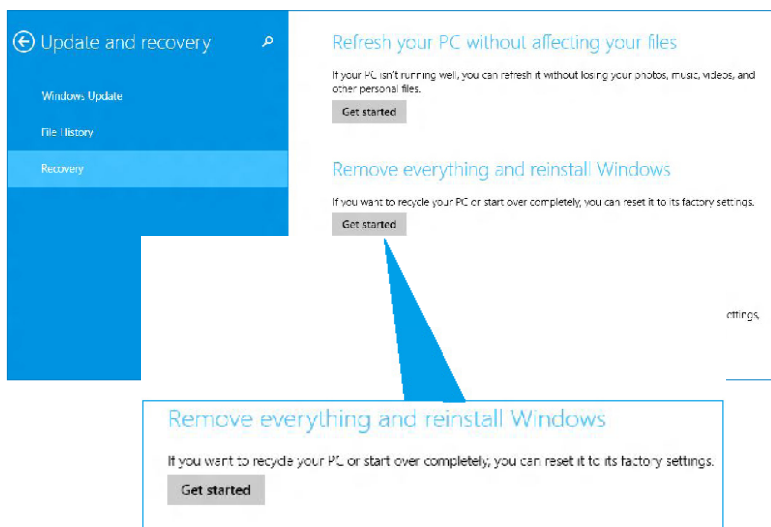 Update and recovery
Windows Update
File History
Recovery
Refresh your PC without affecting your files
If your PC isn't running well, you can refresh it without losing your photos, music, videos, and
other personal files.
Get started
Remove everything and reinstall Windows
If you want to recycle your PC or start over completely, you can reset it to its factory settings.
Get started
ettings,
Remove everything and reinstall Windows
If you want to recycle your PC or start over completely, you can reset it to its factory settings.
Get started